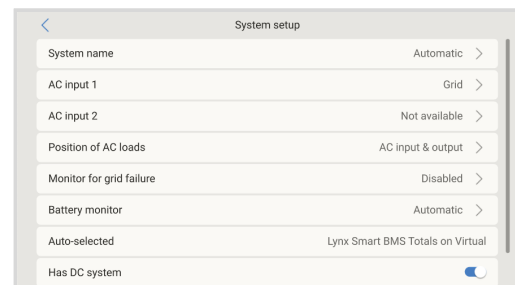 System setup
System name Automatic
AC input 1 Grid
AC input 2 Not available
Position of AC loads AC input & output
Monitor for grid failure Disabled
Battery monitor Automatic
Auto-selected Lynx Smart BMS Totals on Virtual
Has DC system